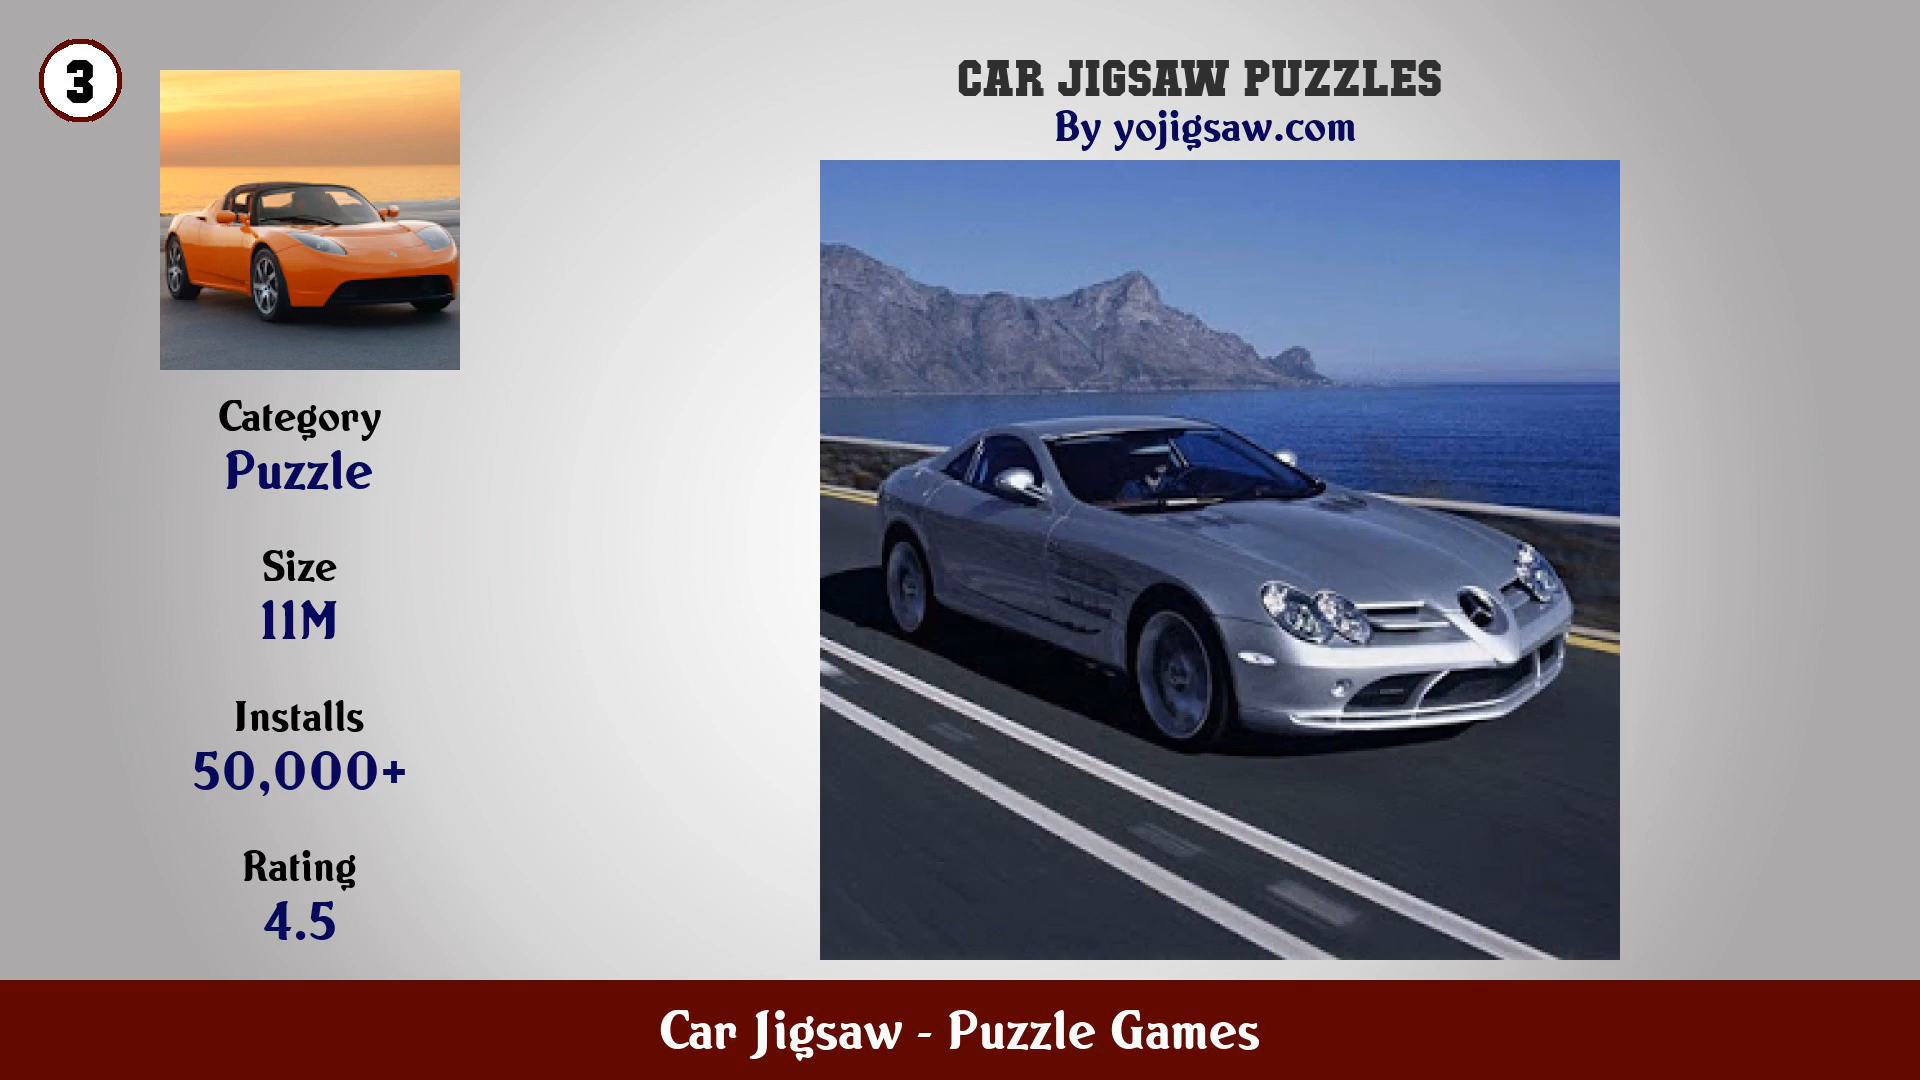 3
CAR JIGSAW PUZZLES
By yojigsaw.com
Category
Puzzle
Size
11M
Installs
50,000+
Rating
4.5
Car Jigsaw - Puzzle Games